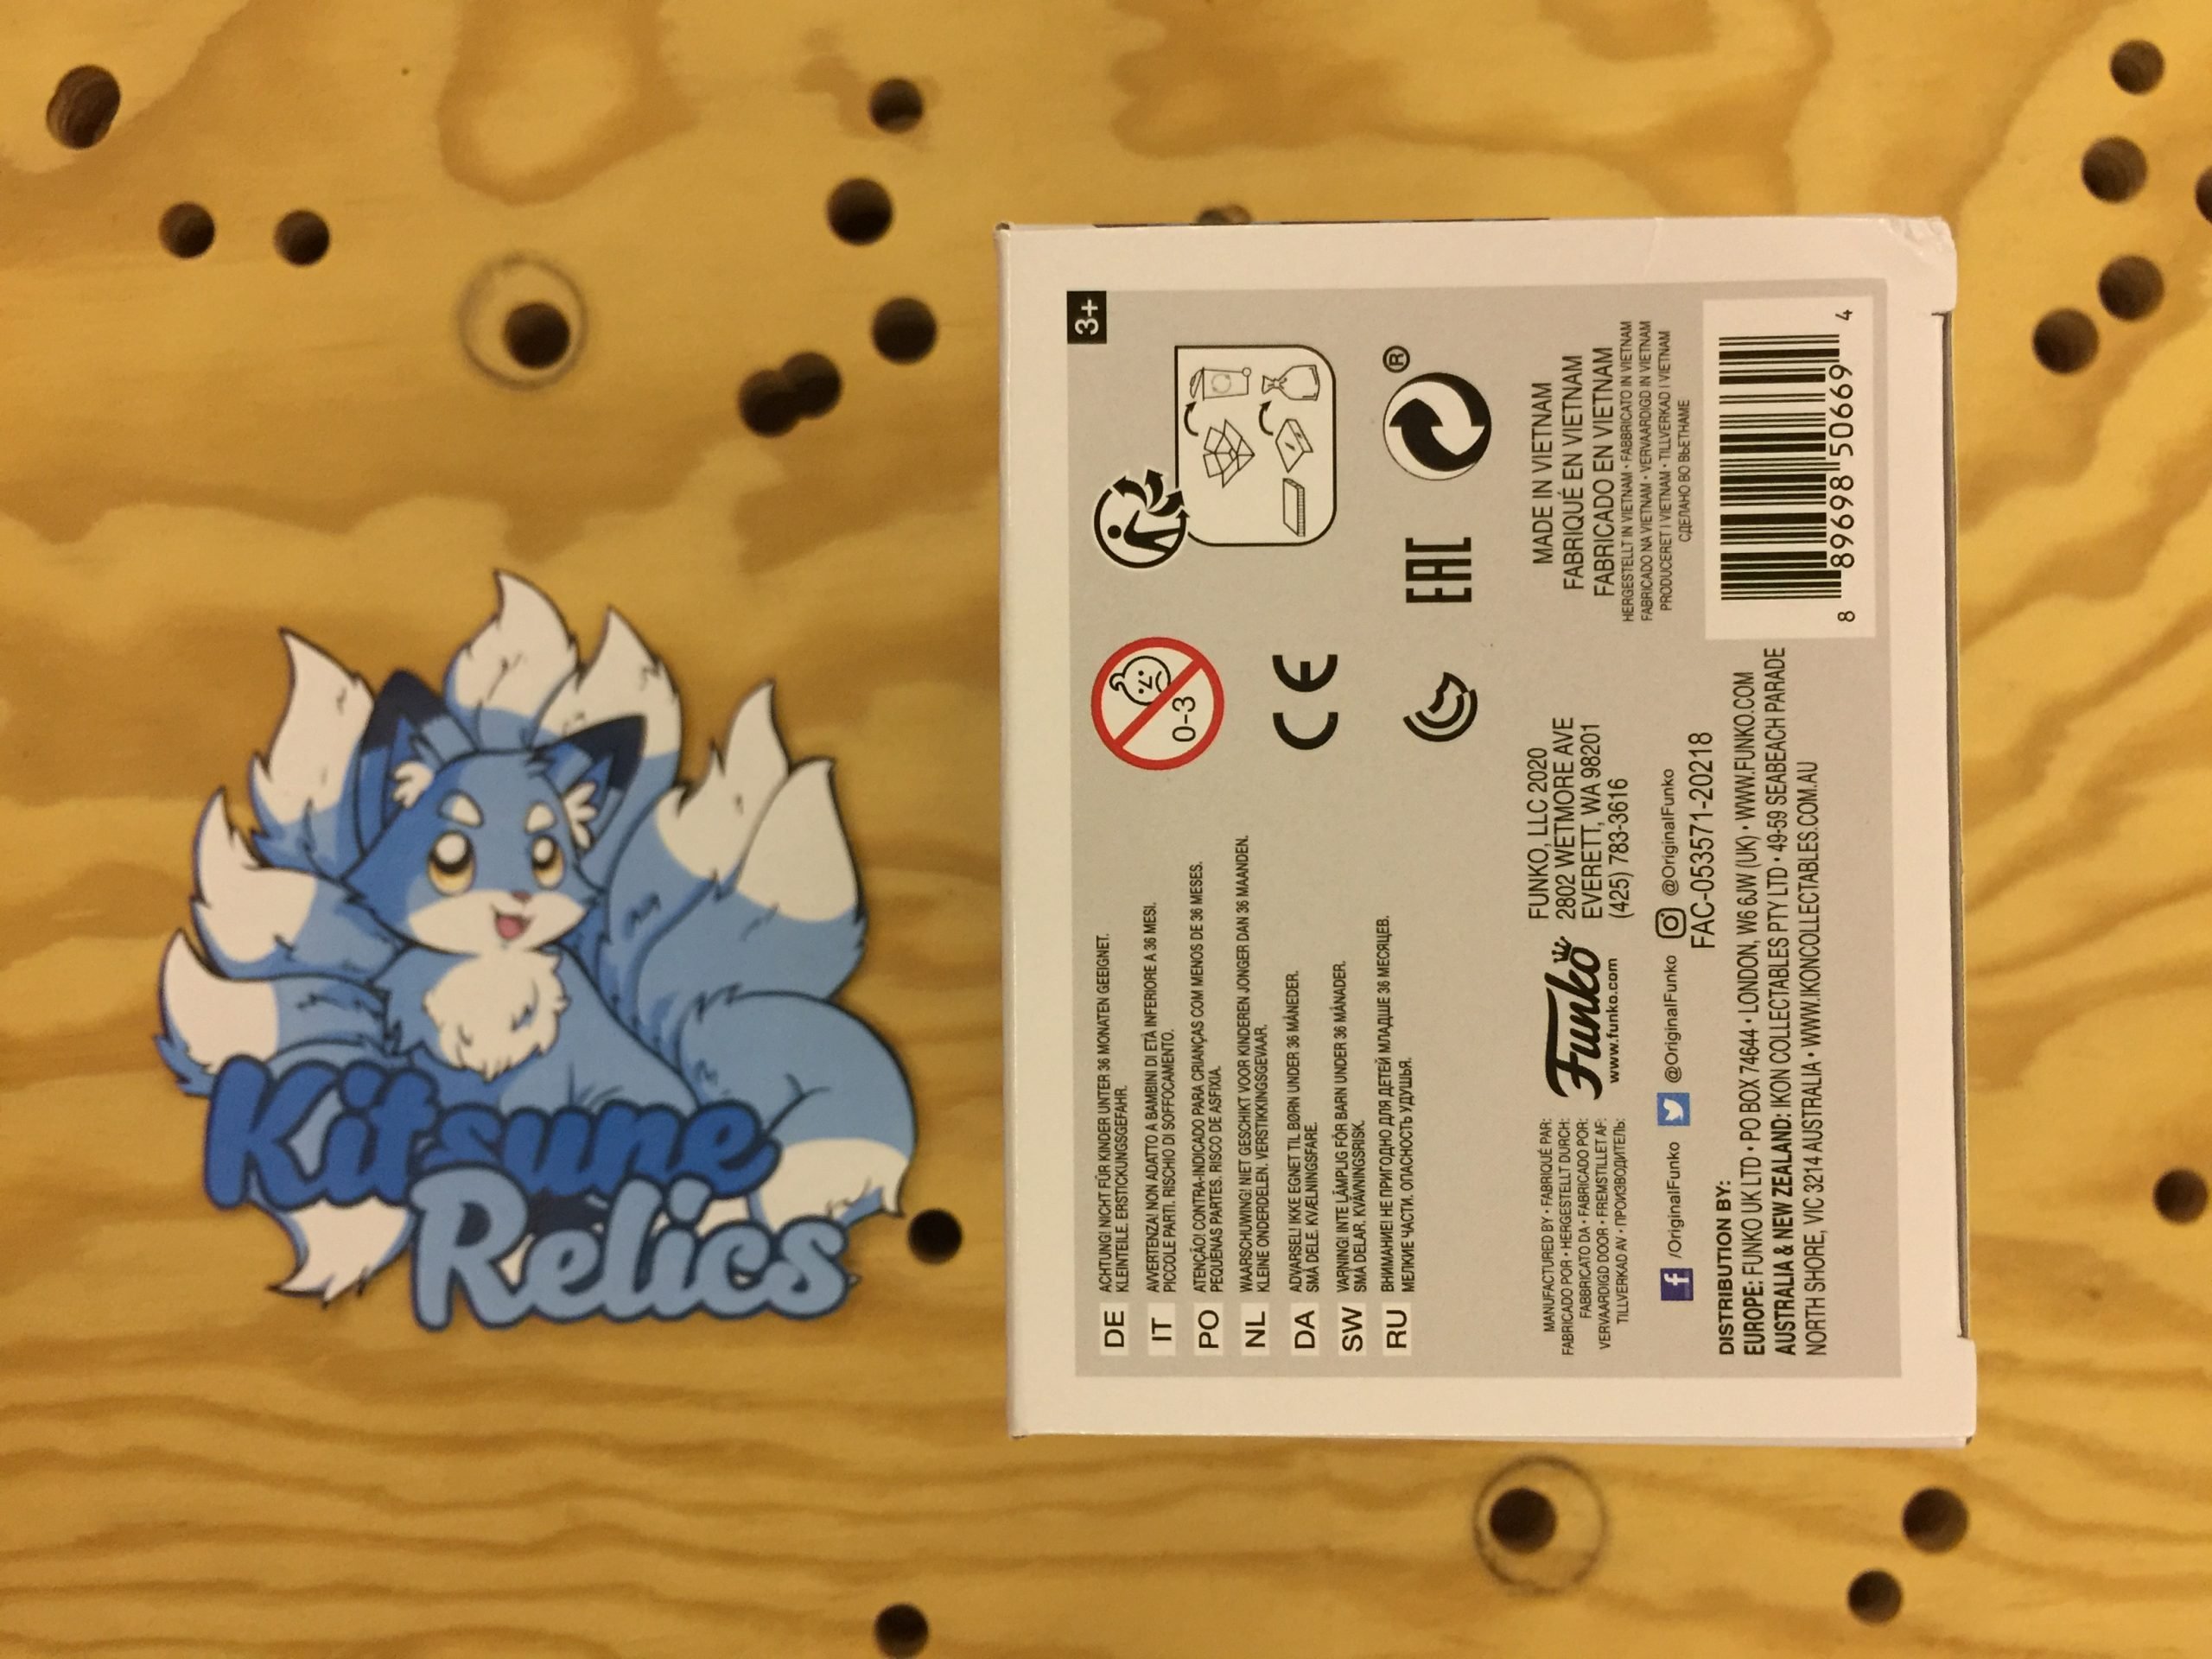 Kitsune
Relics
3+
DE ACHTUNG! NICHT FÜR KINDER UNTER 36 MONATEN GEEIGNET.
KLEINTEILE. ERSTICKUNGSGEFAHR.
IT AVVERTENZA! NON ADATTO A BAMBINI DI ETÀ INFERIORE A 36 MESI.
PICCOLE PARTI. RISCHIO DI SOFFOCAMENTO.
PO ATENÇÃO! CONTRA-INDICADO PARA CRIANÇAS COM MENOS DE 36 MESES.
PEQUENAS PARTES. RISCO DE ASFIXIA.
NL WAARSCHUWING! NIET GESCHIKT VOOR KINDEREN JONGER DAN 36 MAANDEN.
KLEINE ONDERDELEN. VERSTIKKINGSGEVAAR.
DA ADVARSEL! IKKE EGNET TIL BØRN UNDER 36 MÅNEDER.
SMÅ DELE. KVÆLNINGSFARE.
SW VARNING! INTE LÄMPLIG FÖR BARN UNDER 36 MÅNADER.
SMÅ DELAR. KVÄVNINGSRISK.
RU ВНИМАНИЕ! НЕ ПРИГОДНО ДЛЯ ДЕТЕЙ МЛАДШЕ 36 МЕСЯЦЕВ.
МЕЛКИЕ ЧАСТИ. ОПАСНОСТЬ УДУШЬЯ.
0-3
CE
EAC
®
MANUFACTURED BY • FABRIQUÉ PAR:
FABRICADO POR • HERGESTELLT DURCH:
FABBRICATO DA • FABRICADO POR:
VERVAARDIGD DOOR • FREMSTILLET AF:
TILLVERKAD AV • ПРОИЗВОДИТЕЛЬ:
Funko
www.funko.com
FUNKO, LLC 2020
2802 WETMORE AVE
EVERETT, WA 98201
(425) 783-3616
MADE IN VIETNAM
FABRIQUÉ EN VIETNAM
FABRICADO EN VIETNAM
HERGESTELLT IN VIETNAM • FABBRICATO IN VIETNAM
FABRICADO NA VIETNAM • VERVAARDIGD IN VIETNAM
PRODUCERET I VIETNAM • TILLVERKAD I VIETNAM
СДЕЛАНО ВО ВЬЕТНАМЕ
/OriginalFunko @OriginalFunko @OriginalFunko
FAC-053571-20218
DISTRIBUTION BY:
EUROPE: FUNKO UK LTD • PO BOX 74644 • LONDON, W6 6JW (UK) • WWW.FUNKO.COM
AUSTRALIA & NEW ZEALAND: IKON COLLECTABLES PTY LTD • 49-59 SEABEACH PARADE
NORTH SHORE, VIC 3214 AUSTRALIA • WWW.IKONCOLLECTABLES.COM.AU
8 89698 50669 4